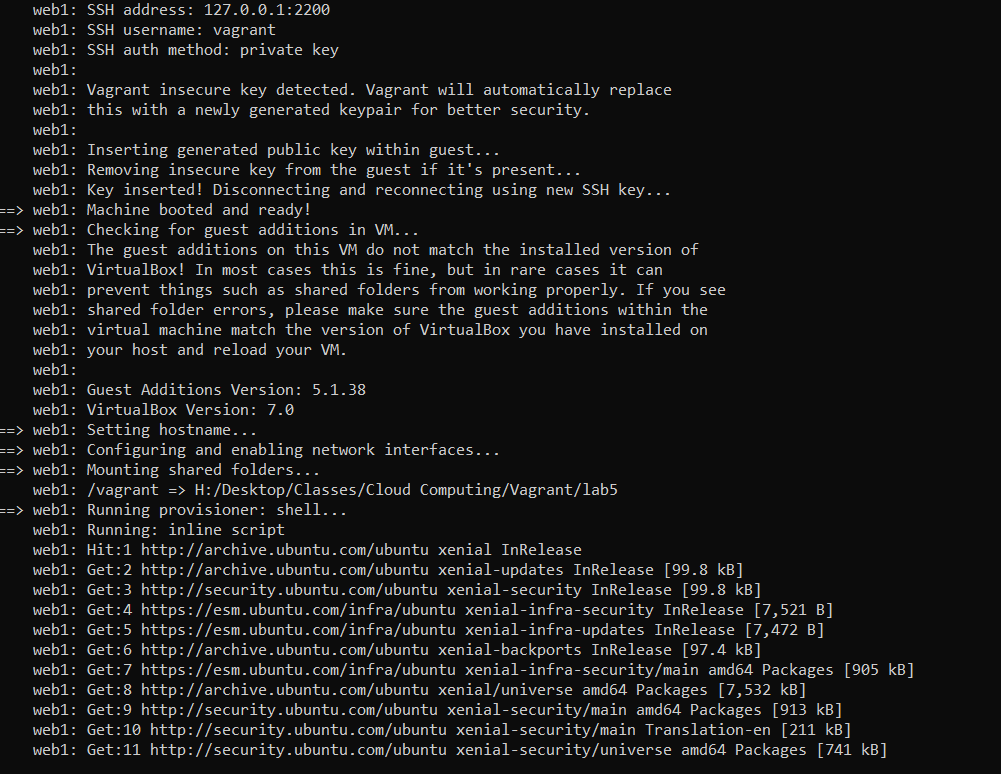 web1: SSH address: 127.0.0.1:2200
web1: SSH username: vagrant
web1: SSH auth method: private key
web1:
web1: Vagrant insecure key detected. Vagrant will automatically replace
web1: this with a newly generated keypair for better security.
web1:
web1: Inserting generated public key within guest...
web1: Removing insecure key from the guest if it's present...
web1: Key inserted! Disconnecting and reconnecting using new SSH key...
==> web1: Machine booted and ready!
==> web1: Checking for guest additions in VM...
web1: The guest additions on this VM do not match the installed version of
web1: VirtualBox! In most cases this is fine, but in rare cases it can
web1: prevent things such as shared folders from working properly. If you see
web1: shared folder errors, please make sure the guest additions within the
web1: virtual machine match the version of VirtualBox you have installed on
web1: your host and reload your VM.
web1:
web1: Guest Additions Version: 5.1.38
web1: VirtualBox Version: 7.0
==> web1: Setting hostname...
==> web1: Configuring and enabling network interfaces...
==> web1: Mounting shared folders...
web1: /vagrant => H:/Desktop/Classes/Cloud Computing/Vagrant/lab5
==> web1: Running provisioner: shell...
web1: Running: inline script
web1: Hit:1 http://archive.ubuntu.com/ubuntu xenial InRelease
web1: Get:2 http://archive.ubuntu.com/ubuntu xenial-updates InRelease [99.8 kB]
web1: Get:3 http://security.ubuntu.com/ubuntu xenial-security InRelease [99.8 kB]
web1: Get:4 https://esm.ubuntu.com/infra/ubuntu xenial-infra-security InRelease [7,521 B]
web1: Get:5 https://esm.ubuntu.com/infra/ubuntu xenial-infra-updates InRelease [7,472 B]
web1: Get:6 http://archive.ubuntu.com/ubuntu xenial-backports InRelease [97.4 kB]
web1: Get:7 https://esm.ubuntu.com/infra/ubuntu xenial-infra-security/main amd64 Packages [905 kB]
web1: Get:8 http://archive.ubuntu.com/ubuntu xenial/universe amd64 Packages [7,532 kB]
web1: Get:9 http://security.ubuntu.com/ubuntu xenial-security/main amd64 Packages [913 kB]
web1: Get:10 http://security.ubuntu.com/ubuntu xenial-security/main Translation-en [211 kB]
web1: Get:11 http://security.ubuntu.com/ubuntu xenial-security/universe amd64 Packages [741 kB]